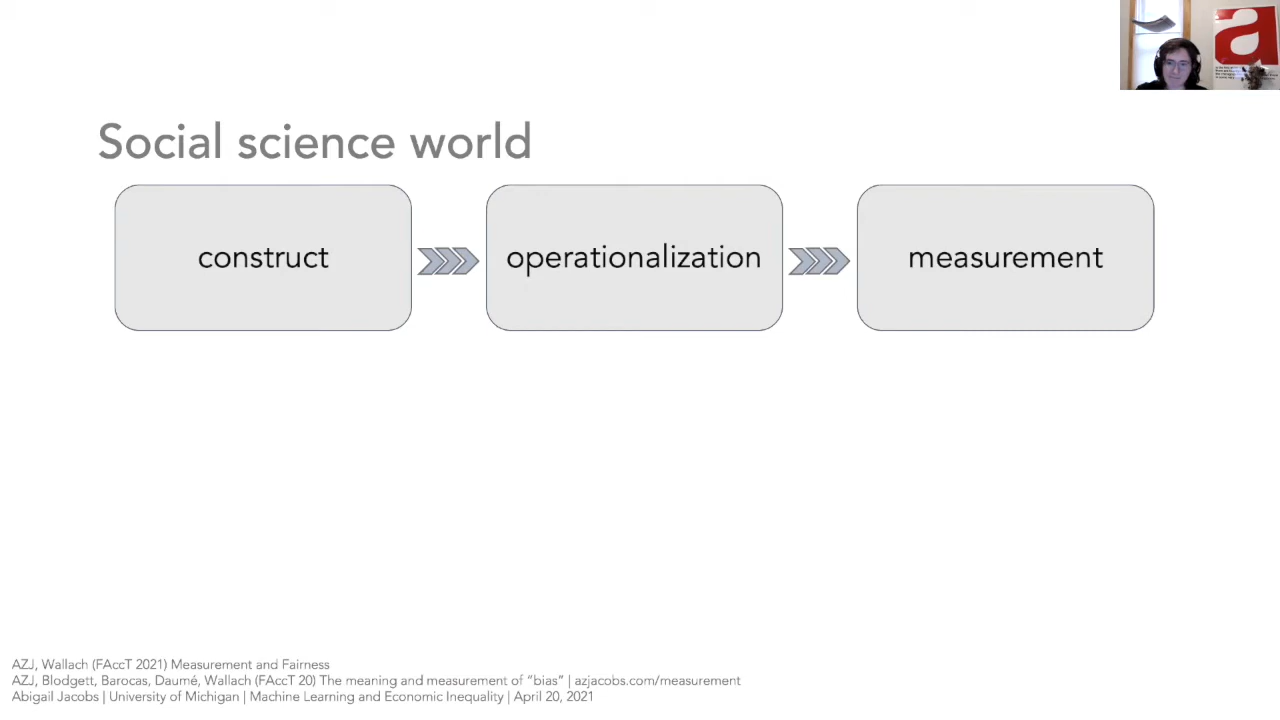 a
Social science world
construct
operationalization
measurement
AZJ, Wallach (FAccT 2021) Measurement and Fairness
AZJ, Blodgett, Barocas, Daumé, Wallach (FAccT 20) The meaning and measurement of “bias” | azjacobs.com/measurement
Abigail Jacobs | University of Michigan | Machine Learning and Economic Inequality | April 20, 2021